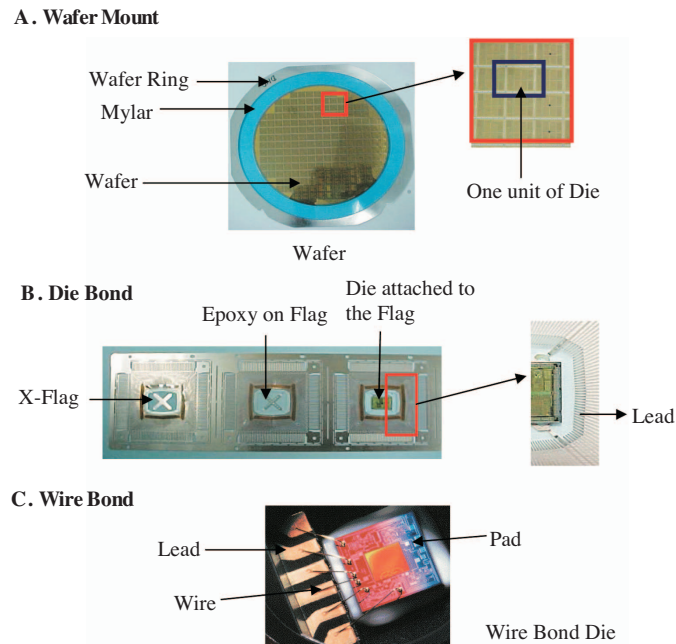 A. Wafer Mount
Wafer Ring
Mylar
Wafer
One unit of Die
Wafer
B. Die Bond
Epoxy on Flag
Die attached to
the Flag
X-Flag
Lead
C. Wire Bond
Lead
Pad
Wire
Wire Bond Die